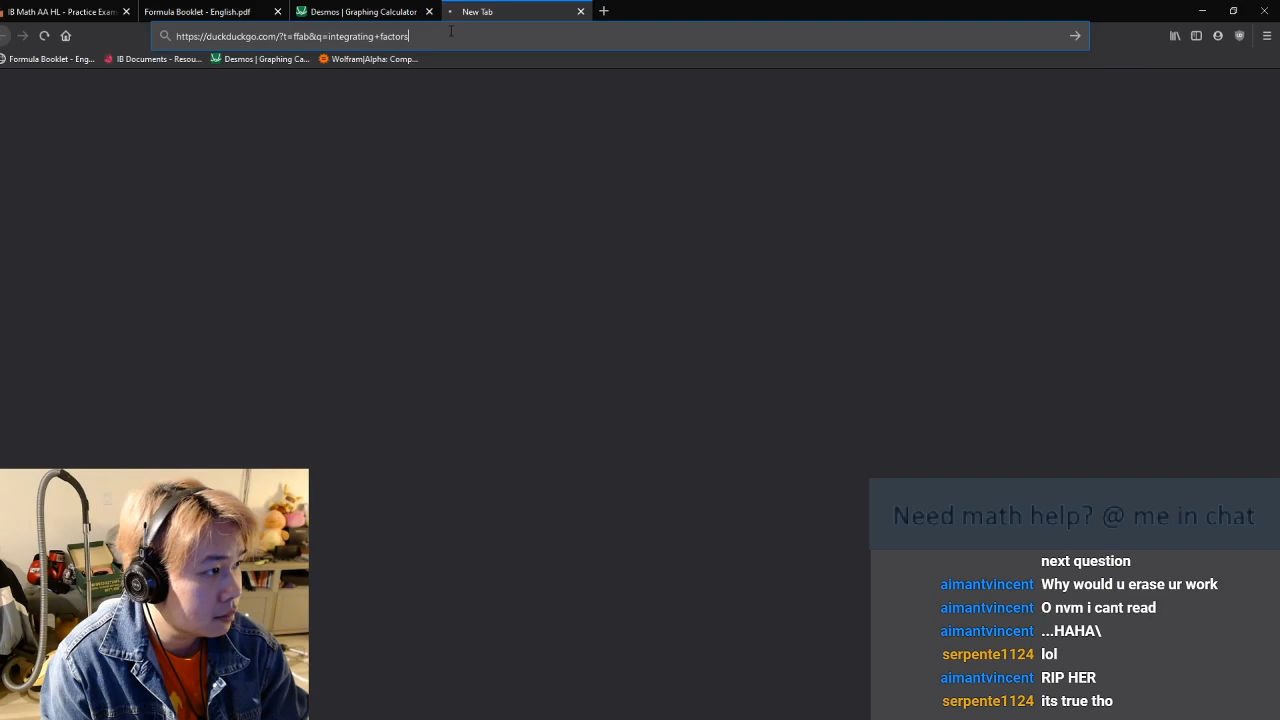 IB Math AA HL - Practice Exam
Formula Booklet - English.pdf
Desmos | Graphing Calculator
New Tab
https://duckduckgo.com/?t=ffab&q=integrating+factors
Formula Booklet - Eng...
IB Documents - Resou...
Desmos | Graphing Ca...
Wolfram|Alpha: Comp...
Need math help? @ me in chat
next question
aimantvincent Why would u erase ur work
aimantvincent O nvm i cant read
aimantvincent ...HAHA\
serpente1124 lol
aimantvincent RIP HER
serpente1124 its true tho